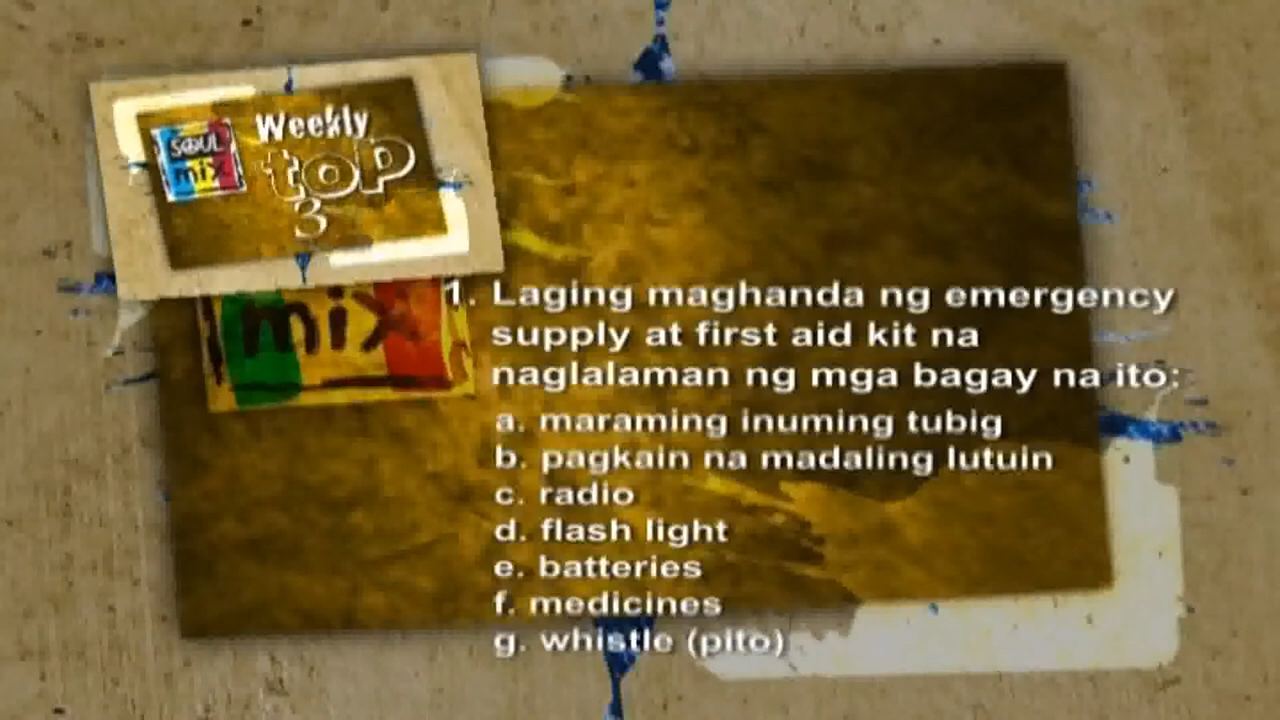 Weekly
SOUL
mix
top
3
mix
1. Laging maghanda ng emergency
supply at first aid kit na
naglalaman ng mga bagay na ito:
a. maraming inuming tubig
b. pagkain na madaling lutuin
c. radio
d. flash light
e. batteries
f. medicines
g. whistle (pito)